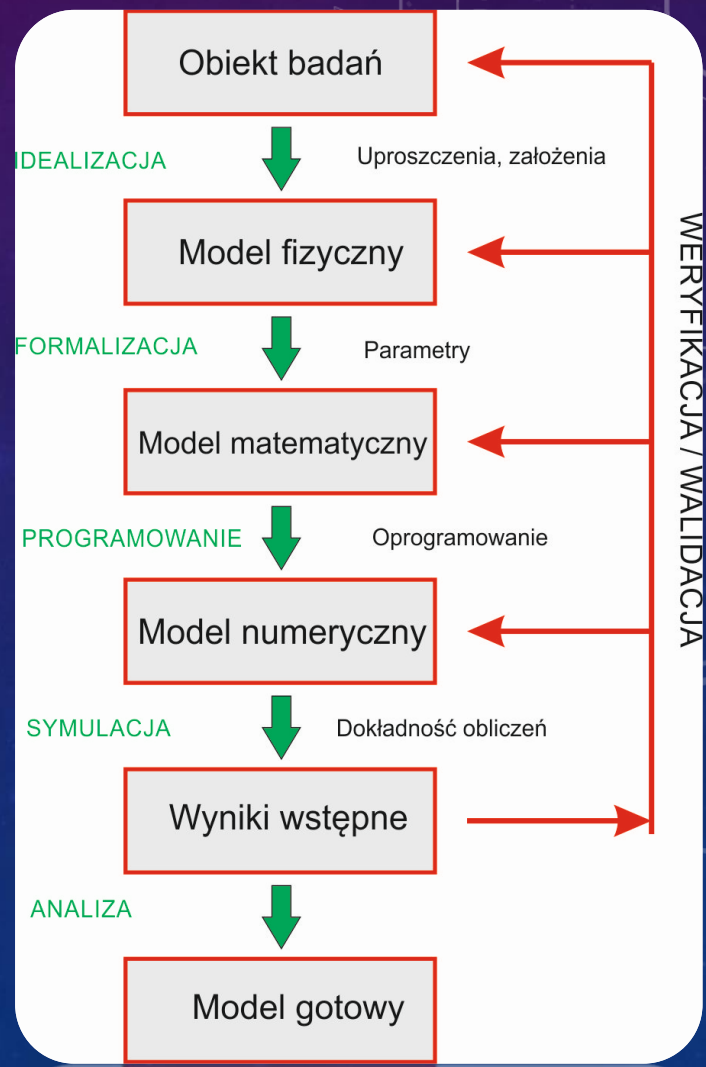 Obiekt badań
IDEALIZACJA
Uproszczenia, założenia
Model fizyczny
FORMALIZACJA
Parametry
Model matematyczny
PROGRAMOWANIE
Oprogramowanie
Model numeryczny
SYMULACJA
Dokładność obliczeń
Wyniki wstępne
ANALIZA
Model gotowy
WERYFIKACJA / WALIDACJA